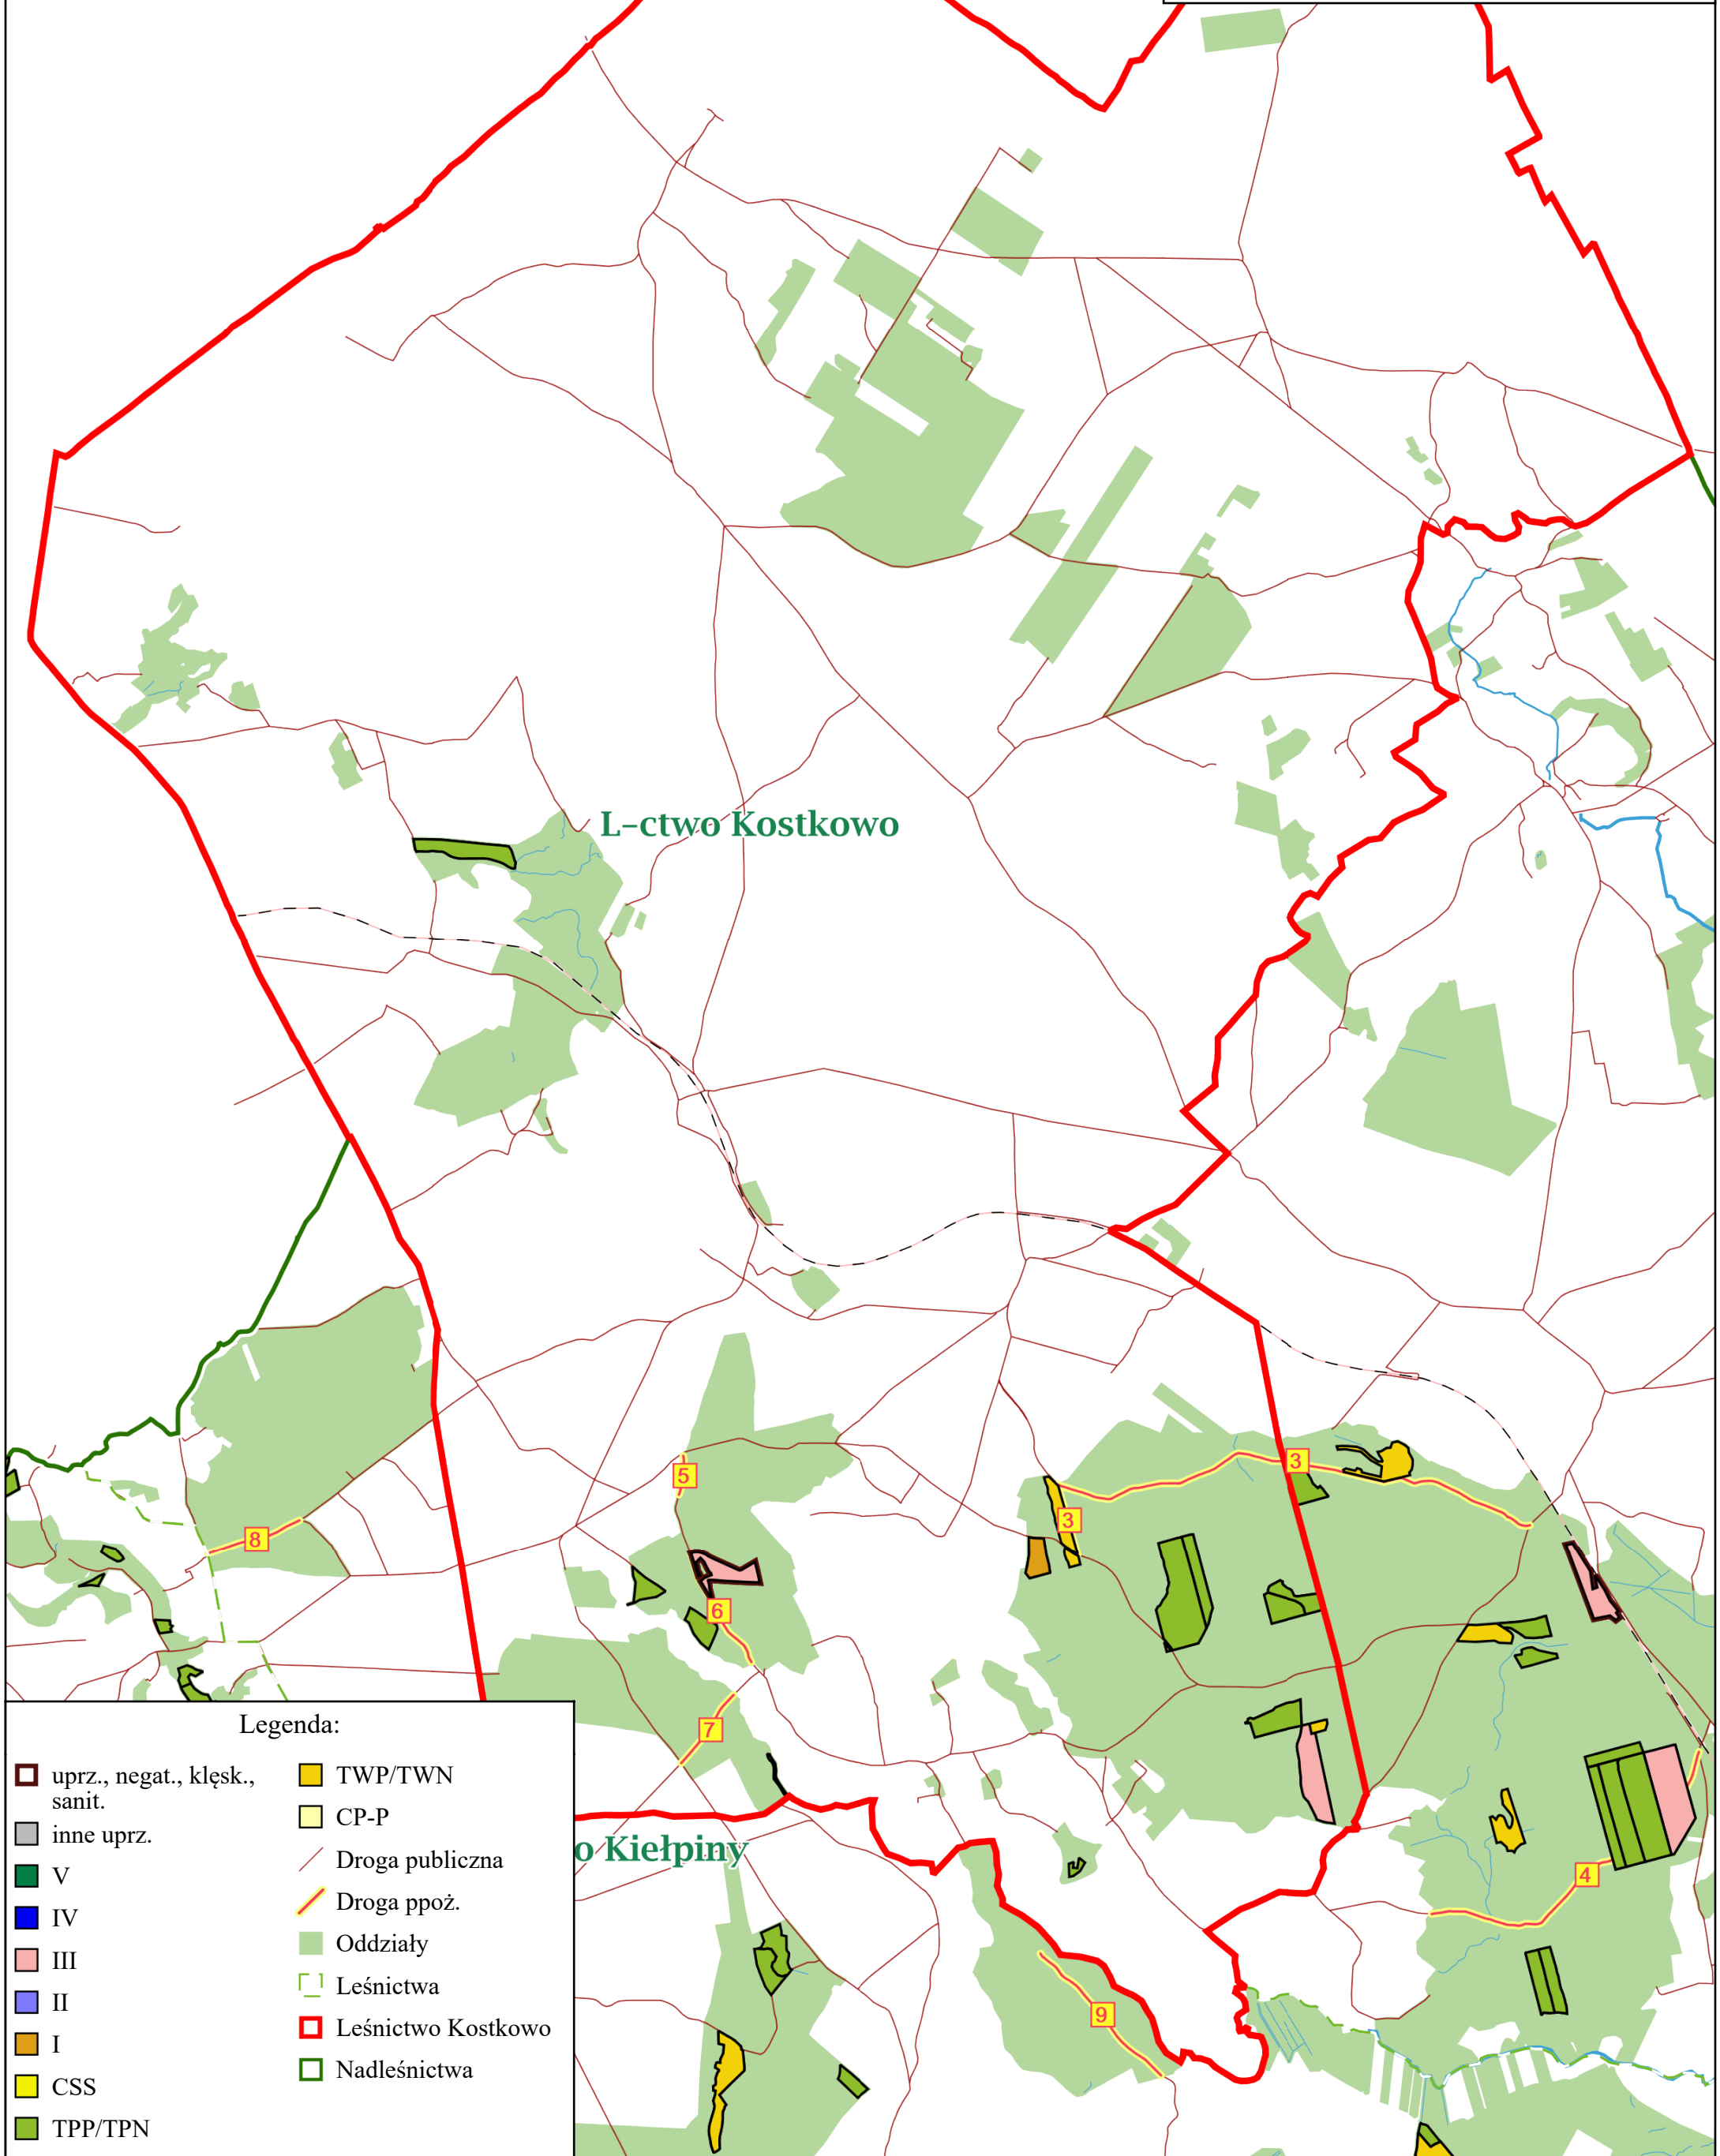 L-ctwo Kostkowo
5
3
3
8
6
7
o Kiełpiny
4
9
Legenda:
uprz., negat., klęsk.,
sanit.
inne uprz.
V
IV
III
II
I
CSS
TPP/TPN
TWP/TWN
CP-P
Droga publiczna
Droga ppoż.
Oddziały
Leśnictwa
Leśnictwo Kostkowo
Nadleśnictwa